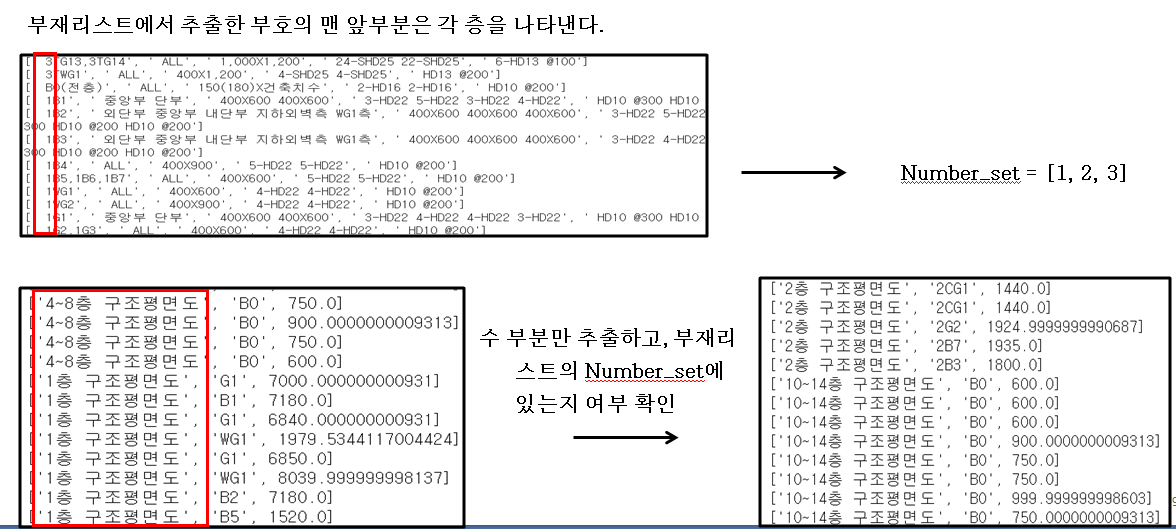 부재리스트에서 추출한 부호의 맨 앞부분은 각 층을 나타낸다.
[' 3TG13,3TG14', ' ALL', ' 1,000X1,200', ' 24-SHD25 22-SHD25', ' 6-HD13 @100']
[' 3TWG1', ' ALL', ' 400X1,200', ' 4-SHD25 4-SHD25', ' HD13 @200']
[' B0(전층)', ' ALL', ' 150(180)X건축치수', ' 2-HD16 2-HD16', ' HD10 @200']
[' 1B1', ' 중앙부 단부', ' 400X600 400X600', ' 3-HD22 5-HD22 3-HD22 4-HD22', ' HD10 @300 HD10
[' 1B2', ' 외단부 중앙부 내단부 지하외벽측 WG1측', ' 400X600 400X600 400X600', ' 3-HD22 5-HD22
300 HD10 @200 HD10 @200']
[' 1B3', ' 외단부 중앙부 내단부 지하외벽측 WG1측', ' 400X600 400X600 400X600', ' 3-HD22 4-HD22
300 HD10 @200 HD10 @200']
[' 1B4', ' ALL', ' 400X900', ' 5-HD22 5-HD22', ' HD10 @200']
[' 1B5,1B6,1B7', ' ALL', ' 400X600', ' 5-HD22 5-HD22', ' HD10 @200']
[' 1WG1', ' ALL', ' 400X600', ' 4-HD22 4-HD22', ' HD10 @200']
[' 1WG2', ' ALL', ' 400X900', ' 4-HD22 4-HD22', ' HD10 @200']
[' 1G1', ' 중앙부 단부', ' 400X600 400X600', ' 3-HD22 4-HD22 4-HD22 3-HD22', ' HD10 @300 HD10
[' 1G2,1G3', ' ALL', ' 400X600', ' 4-HD22 4-HD22', ' HD10 @200']
Number_set = [1, 2, 3]
['4~8층 구조평면도', 'B0', 750.0]
['4~8층 구조평면도', 'B0', 900.0000000009313]
['4~8층 구조평면도', 'B0', 750.0]
['4~8층 구조평면도', 'B0', 600.0]
['1층 구조평면도', 'G1', 7000.000000000931]
['1층 구조평면도', 'B1', 7180.0]
['1층 구조평면도', 'G1', 6840.000000000931]
['1층 구조평면도', 'WG1', 1979.5344117004424]
['1층 구조평면도', 'G1', 6850.0]
['1층 구조평면도', 'WG1', 8039.999999998137]
['1층 구조평면도', 'B2', 7180.0]
['1층 구조평면도', 'B5', 1520.0]
수 부분만 추출하고, 부재리
스트의 Number_set에
있는지 여부 확인
['2층 구조평면도', '2CG1', 1440.0]
['2층 구조평면도', '2CG1', 1440.0]
['2층 구조평면도', '2G2', 1924.9999999990687]
['2층 구조평면도', '2B7', 1935.0]
['2층 구조평면도', '2B3', 1800.0]
['10~14층 구조평면도', 'B0', 600.0]
['10~14층 구조평면도', 'B0', 600.0]
['10~14층 구조평면도', 'B0', 600.0]
['10~14층 구조평면도', 'B0', 900.0000000009313]
['10~14층 구조평면도', 'B0', 750.0]
['10~14층 구조평면도', 'B0', 750.0]
['10~14층 구조평면도', 'B0', 999.999999998603]
['10~14층 구조평면도', 'B0', 750.0000000009313]